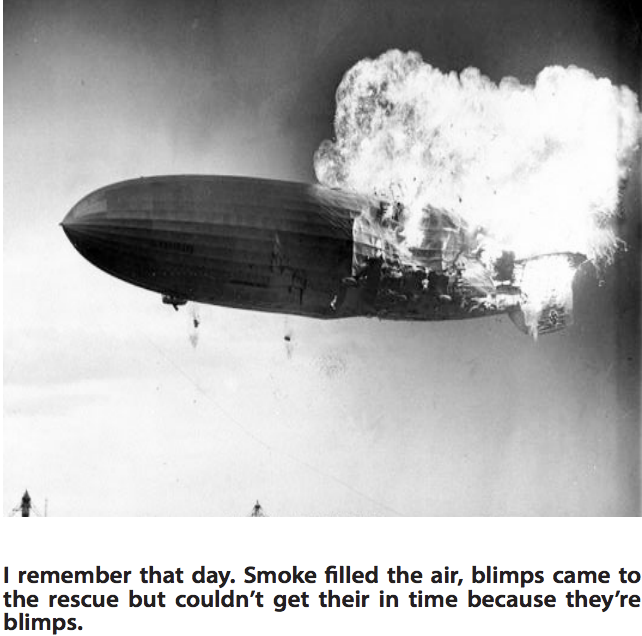 I remember that day. Smoke filled the air, blimps came to
the rescue but couldn't get their in time because they're
blimps.